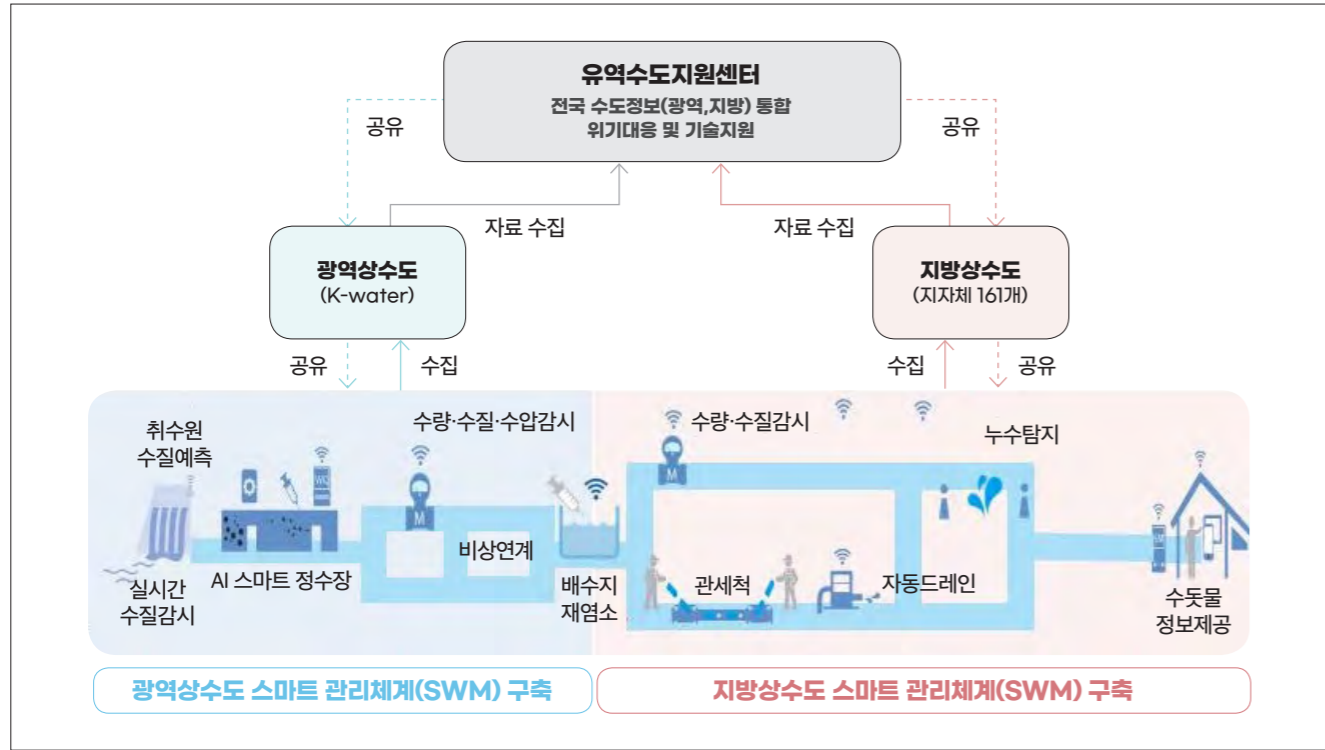 유역수도지원센터
전국 수도정보(광역,지방) 통합
위기대응 및 기술지원
공유
공유
자료 수집
자료 수집
광역상수도
(K-water)
지방상수도
(지자체 161개)
공유
수집
수집
공유
취수원
수질예측
수량·수질·수압감시
수량·수질감시
누수탐지
WQ
M
M
비상연계
AI 스마트 정수장
실시간
수질감시
배수지
재염소
관세척
자동드레인
수돗물
정보제공
광역상수도 스마트 관리체계(SWM) 구축
지방상수도 스마트 관리체계(SWM) 구축